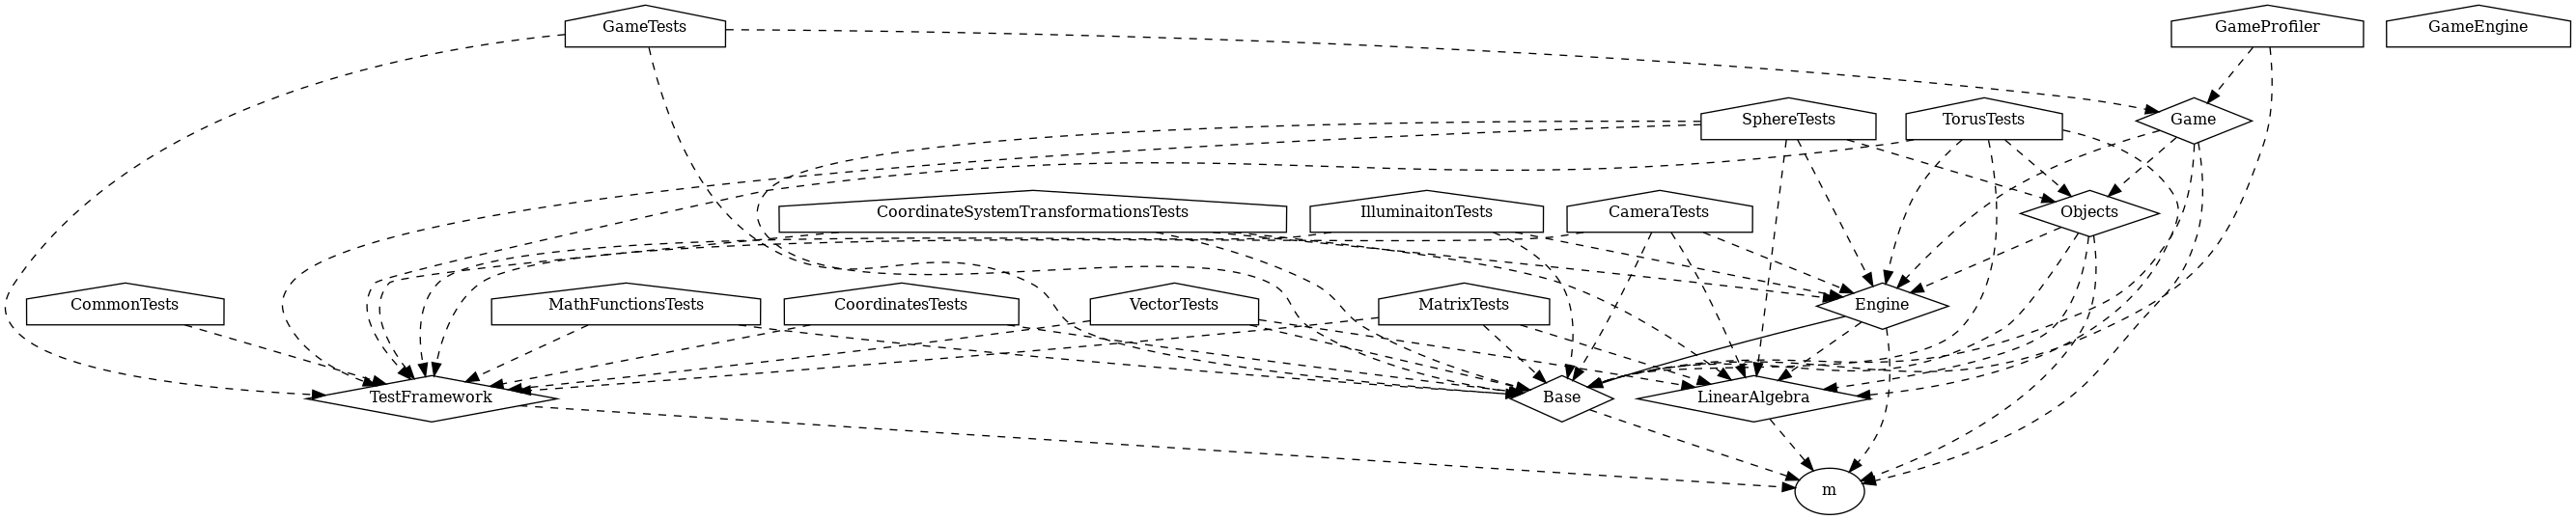 GameTests
GameProfiler
GameEngine
SphereTests
TorusTests
Game
CoordinateSystemTransformationsTests
IlluminaitonTests
CameraTests
Objects
CommonTests
MathFunctionsTests
CoordinatesTests
VectorTests
MatrixTests
Engine
TestFramework
Base
LinearAlgebra
m